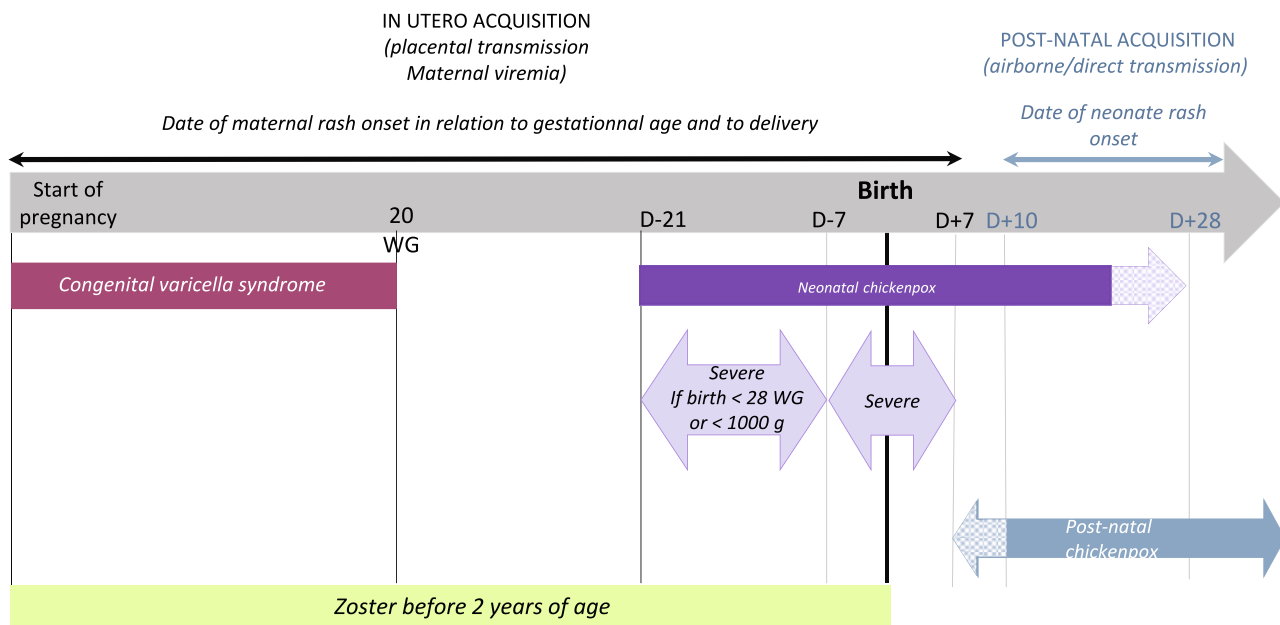 IN UTERO ACQUISITION
(placental transmission
Maternal viremia)
POST-NATAL ACQUISITION
(airborne/direct transmission)
Date of maternal rash onset in relation to gestationnal age and to delivery
Date of neonate rash
onset
Start of
pregnancy
20
WG
D-21
D-7
Birth
D+7
D+10
D+28
Congenital varicella syndrome
Neonatal chickenpox
Severe
If birth < 28 WG
or < 1000 g
Severe
Post-natal
chickenpox
Zoster before 2 years of age